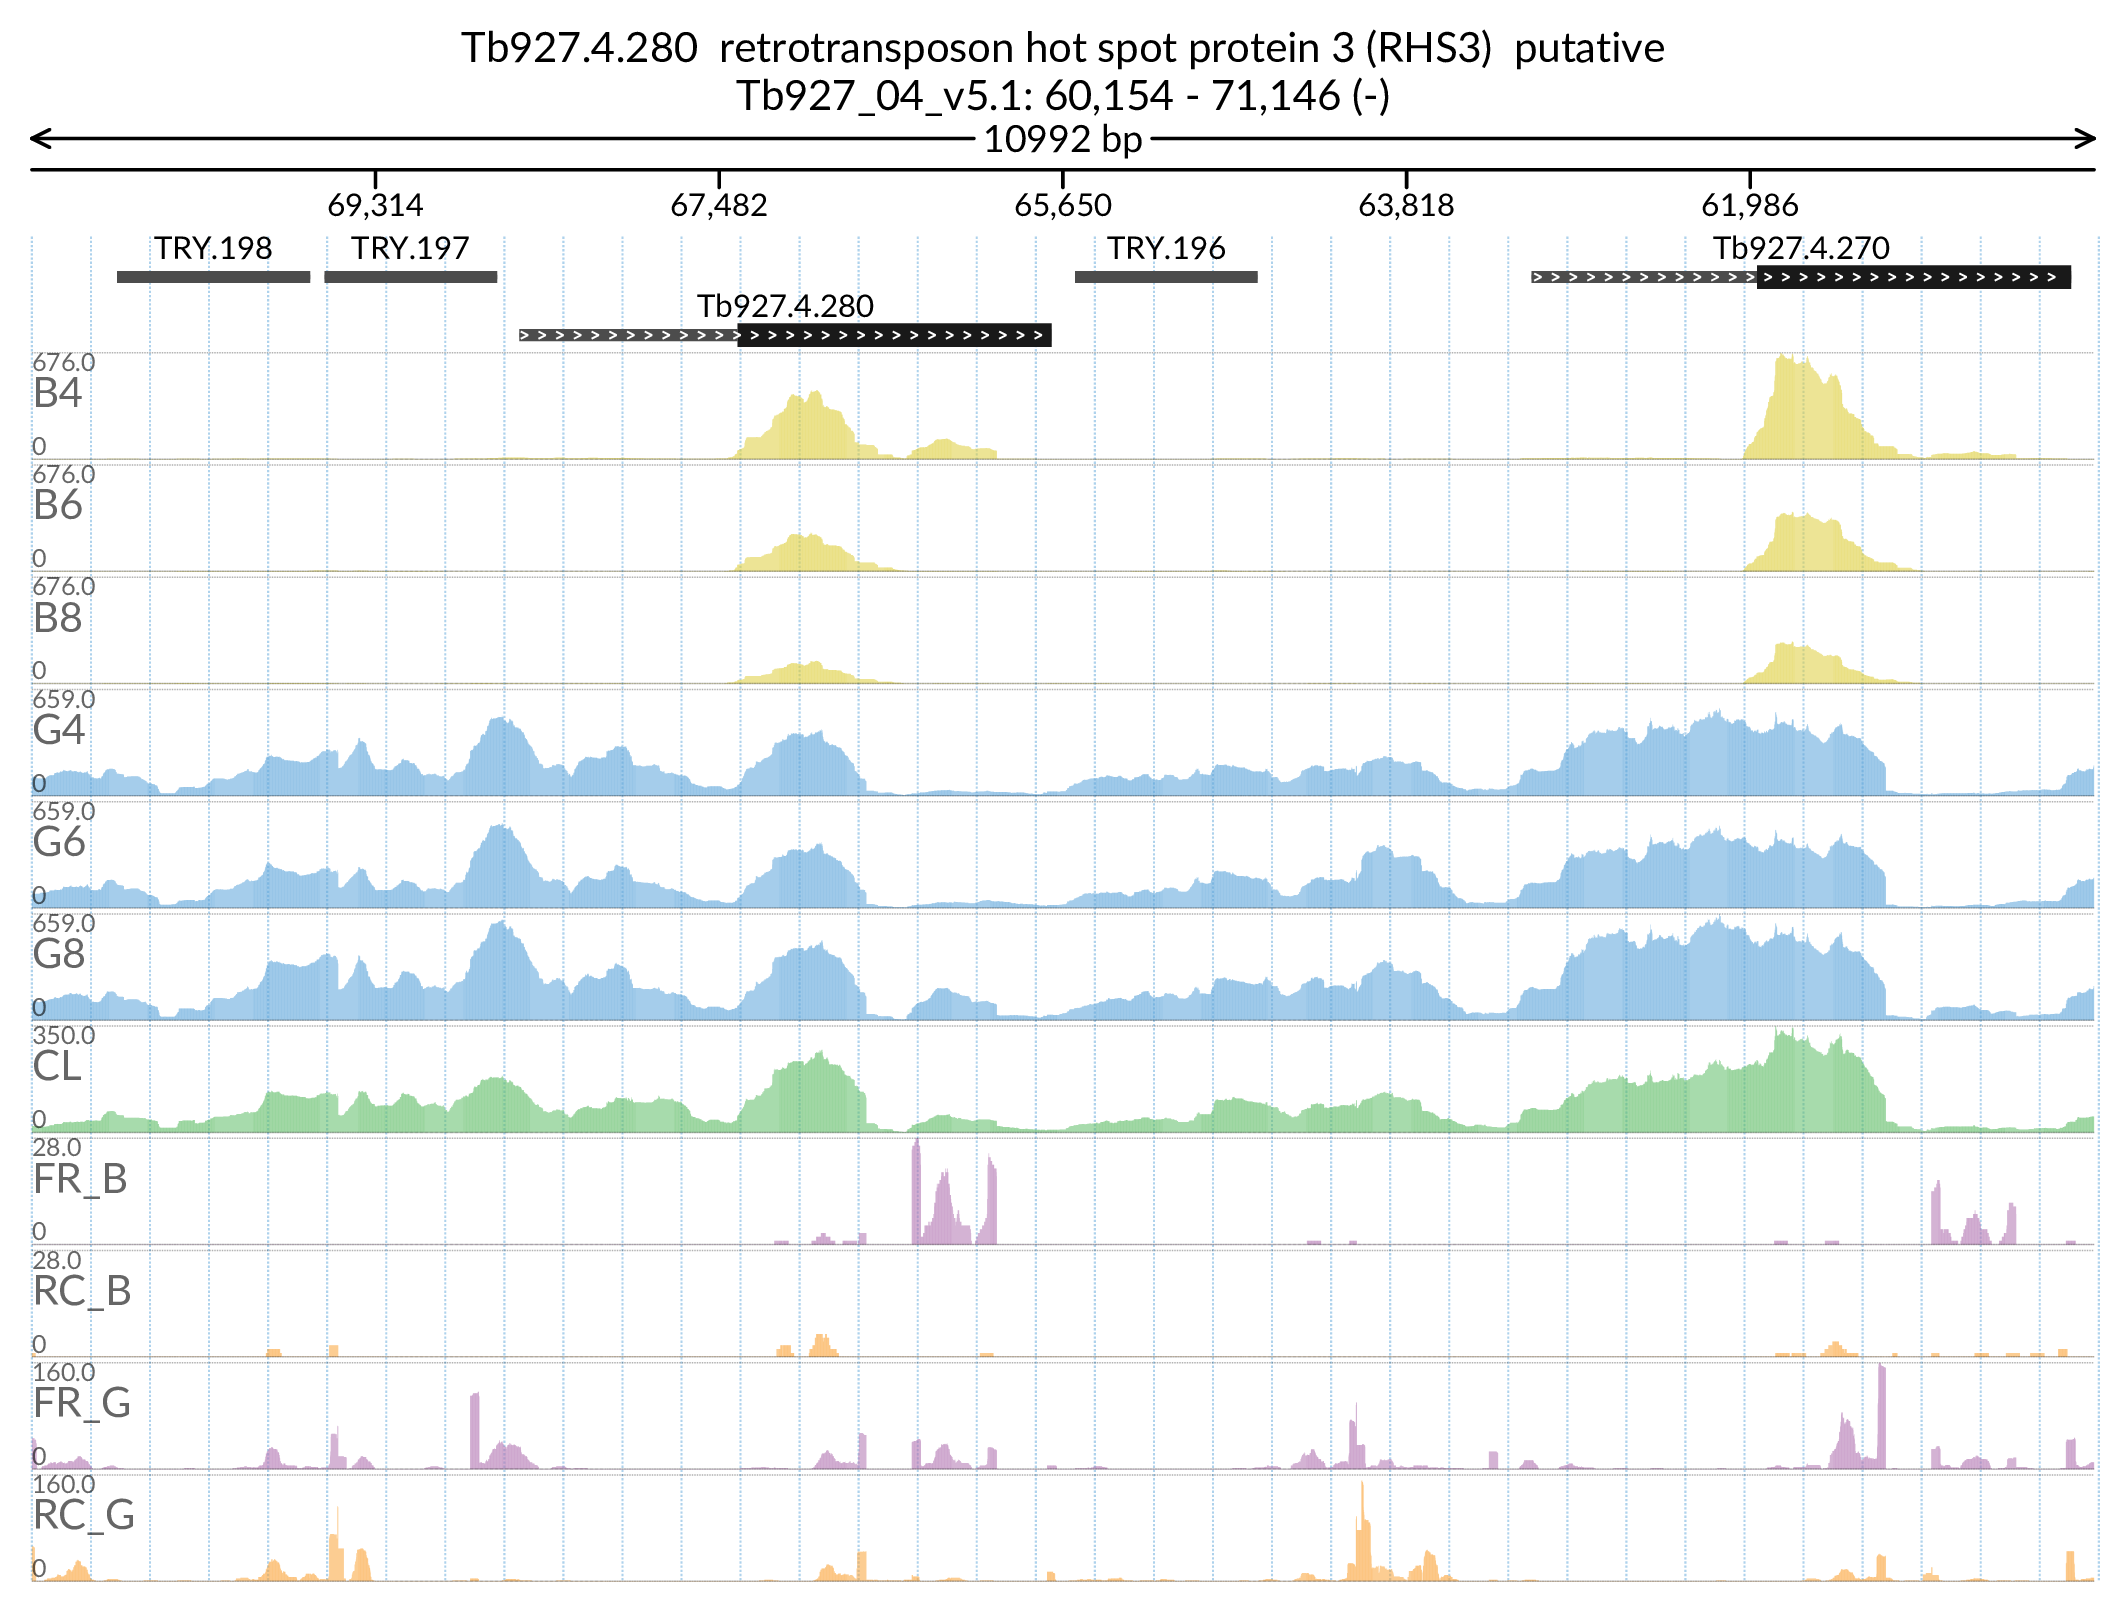 Tb927.4.280 retrotransposon hot spot protein 3 (RHS3) putative
Tb927_04_v5.1: 60,154 - 71,146 (-)
10992 bp
69,314 67,482 65,650 63,818 61,986
TRY.198 TRY.197 TRY.196 Tb927.4.270
Tb927.4.280
676.0
B4
0
676.0
B6
0
676.0
B8
0
659.0
G4
0
659.0
G6
0
659.0
G8
0
350.0
CL
0
28.0
FR_B
0
28.0
RC_B
0
160.0
FR_G
0
160.0
RC_G
0